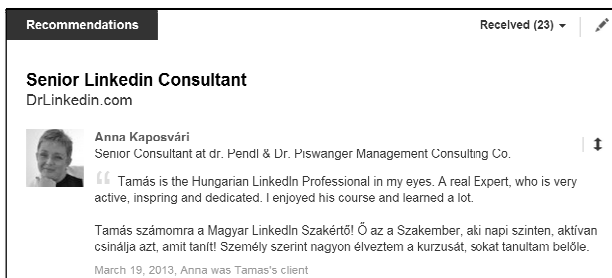 Recommendations
Received (23)
Senior Linkedin Consultant
DrLinkedin.com
Anna Kaposvári
Senior Consultant at dr. Pendl & Dr. Piswanger Management Consulting Co.
“ Tamás is the Hungarian LinkedIn Professional in my eyes. A real Expert, who is very
active, inspring and dedicated. I enjoyed his course and learned a lot.
Tamás számomra a Magyar LinkedIn Szakértő! Ő az a Szakember, aki napi szinten, aktívan
csinálja azt, amit tanít! Személy szerint nagyon élveztem a kurzusát, sokat tanultam belőle.
March 19, 2013, Anna was Tamas's client